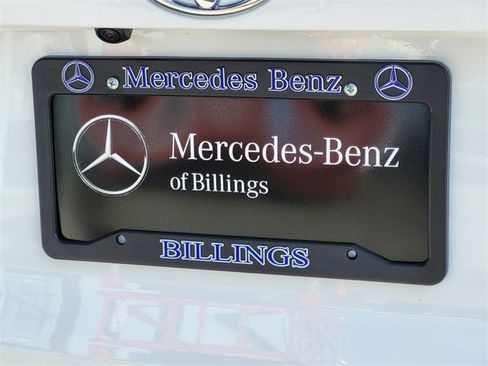 Mercedes Benz
Mercedes-Benz
of Billings
BILLINGS